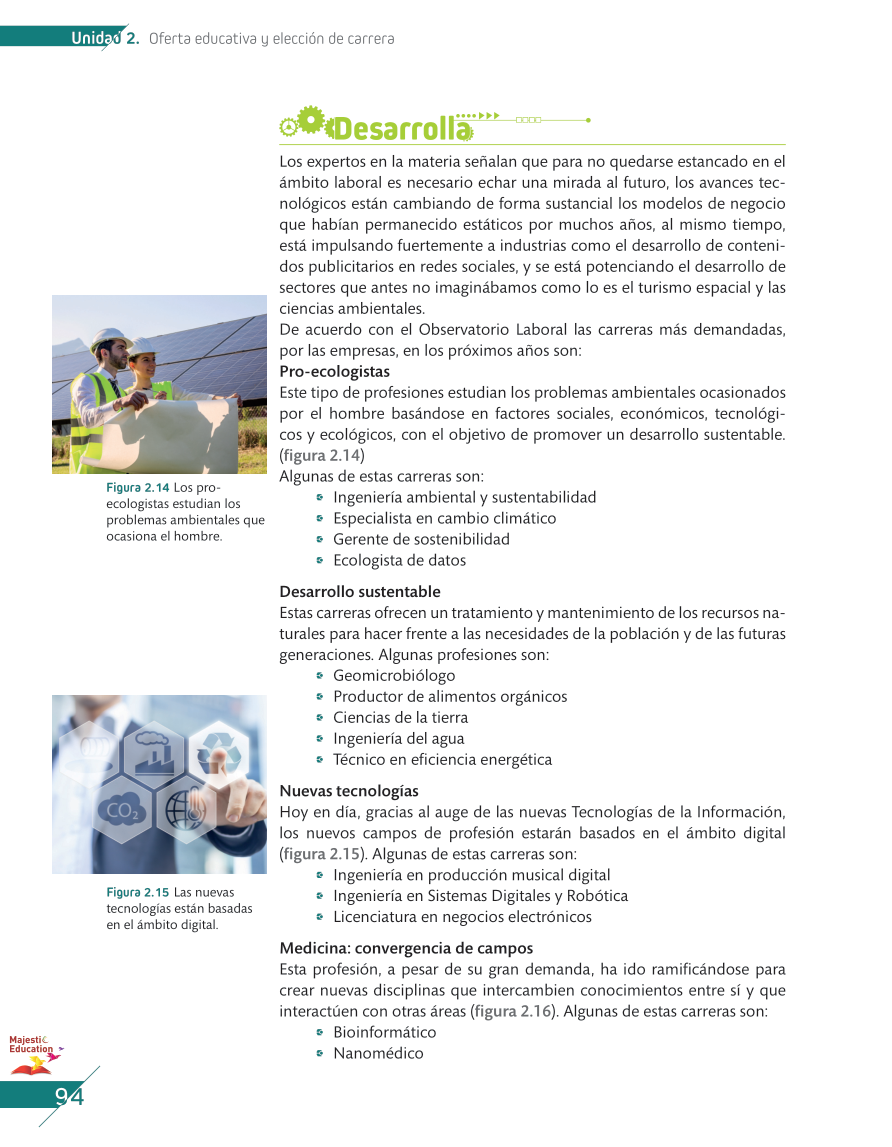 Unidad 2. Oferta educativa y elección de carrera
Desarrolla
Los expertos en la materia señalan que para no quedarse estancado en el
ámbito laboral es necesario echar una mirada al futuro, los avances tec-
nológicos están cambiando de forma sustancial los modelos de negocio
que habían permanecido estáticos por muchos años, al mismo tiempo,
está impulsando fuertemente a industrias como el desarrollo de conteni-
dos publicitarios en redes sociales, y se está potenciando el desarrollo de
sectores que antes no imaginábamos como lo es el turismo espacial y las
ciencias ambientales.
De acuerdo con el Observatorio Laboral las carreras más demandadas,
por las empresas, en los próximos años son:
Pro-ecologistas
Este tipo de profesiones estudian los problemas ambientales ocasionados
por el hombre basándose en factores sociales, económicos, tecnológi-
cos y ecológicos, con el objetivo de promover un desarrollo sustentable.
(figura 2.14)
Algunas de estas carreras son:
Ingeniería ambiental y sustentabilidad
Especialista en cambio climático
Gerente de sostenibilidad
Ecologista de datos
Figura 2.14 Los pro-
ecologistas estudian los
problemas ambientales que
ocasiona el hombre.
Desarrollo sustentable
Estas carreras ofrecen un tratamiento y mantenimiento de los recursos na-
turales para hacer frente a las necesidades de la población y de las futuras
generaciones. Algunas profesiones son:
Geomicrobiólogo
Productor de alimentos orgánicos
Ciencias de la tierra
Ingeniería del agua
Técnico en eficiencia energética
Nuevas tecnologías
Hoy en día, gracias al auge de las nuevas Tecnologías de la Información,
los nuevos campos de profesión estarán basados en el ámbito digital
(figura 2.15). Algunas de estas carreras son:
Ingeniería en producción musical digital
Ingeniería en Sistemas Digitales y Robótica
Licenciatura en negocios electrónicos
CO₂
Figura 2.15 Las nuevas
tecnologías están basadas
en el ámbito digital.
Medicina: convergencia de campos
Esta profesión, a pesar de su gran demanda, ha ido ramificándose para
crear nuevas disciplinas que intercambien conocimientos entre sí y que
interactúen con otras áreas (figura 2.16). Algunas de estas carreras son:
Bioinformático
Nanomédico
Majestic
Education
94